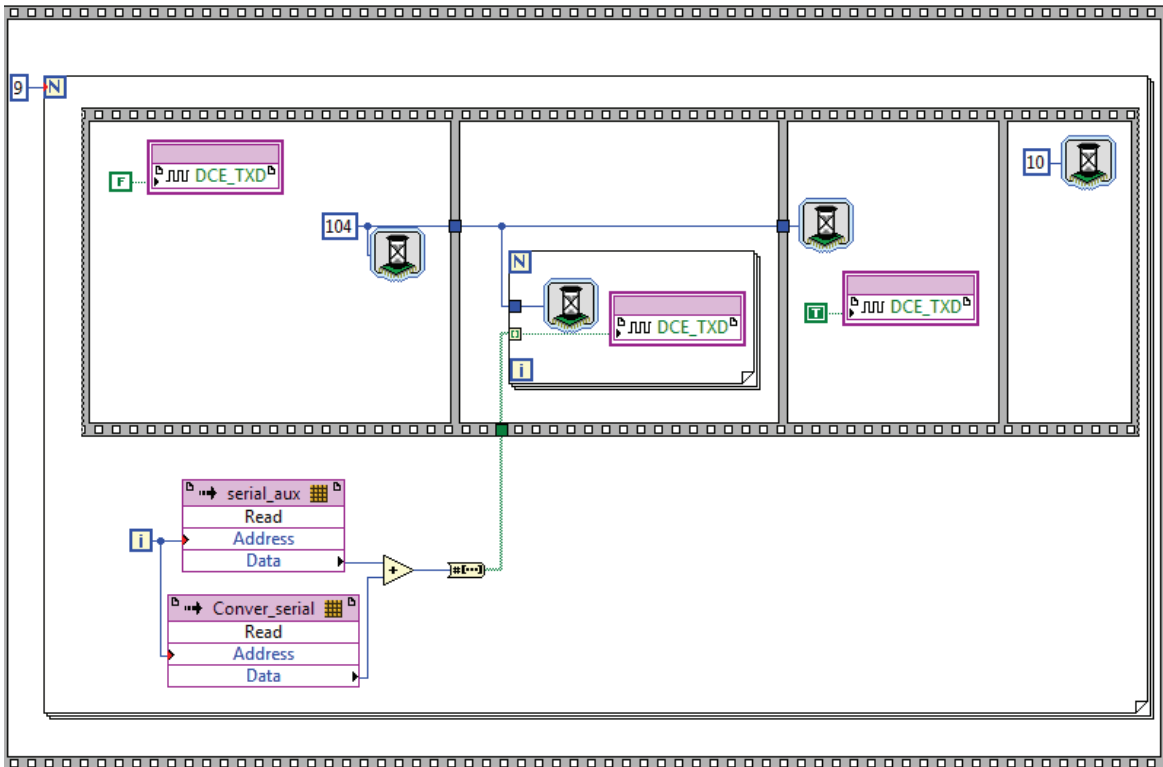 9
N
F
DCE_TXD
104
N
DCE_TXD
i
T
DCE_TXD
10
i
serial_aux
Read
Address
Data
+
#[...]
Conver_serial
Read
Address
Data